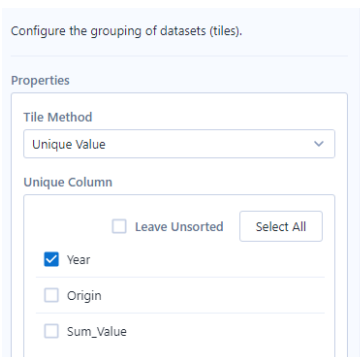 Configure the grouping of datasets (tiles).
Properties
Tile Method
Unique Value
Unique Column
Leave Unsorted Select All
Year
Origin
Sum_Value